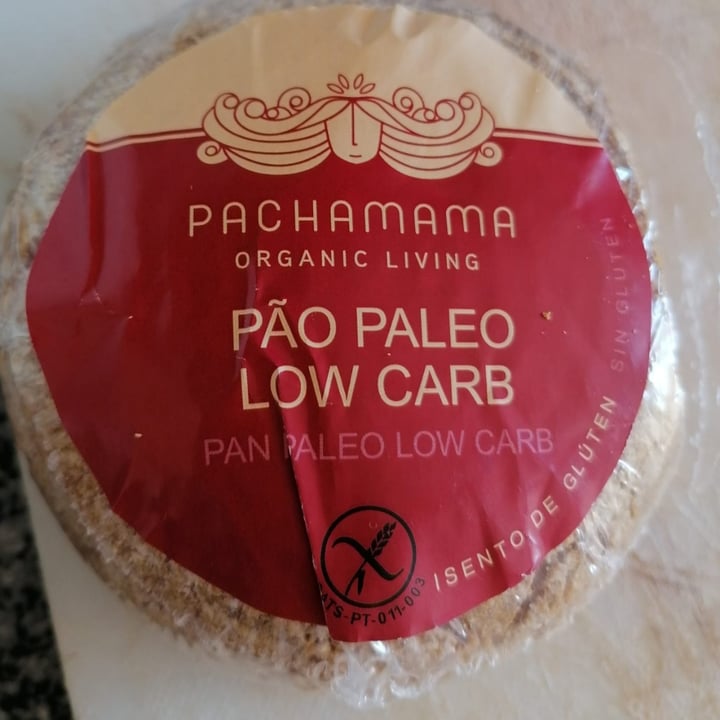 PACHAMAMA
ORGANIC LIVING
PÃO PALEO
LOW CARB
PAN PALEO LOW CARB
ISENTO DE GLÚTEN SIN GLUTEN
ATS-PT-011-003